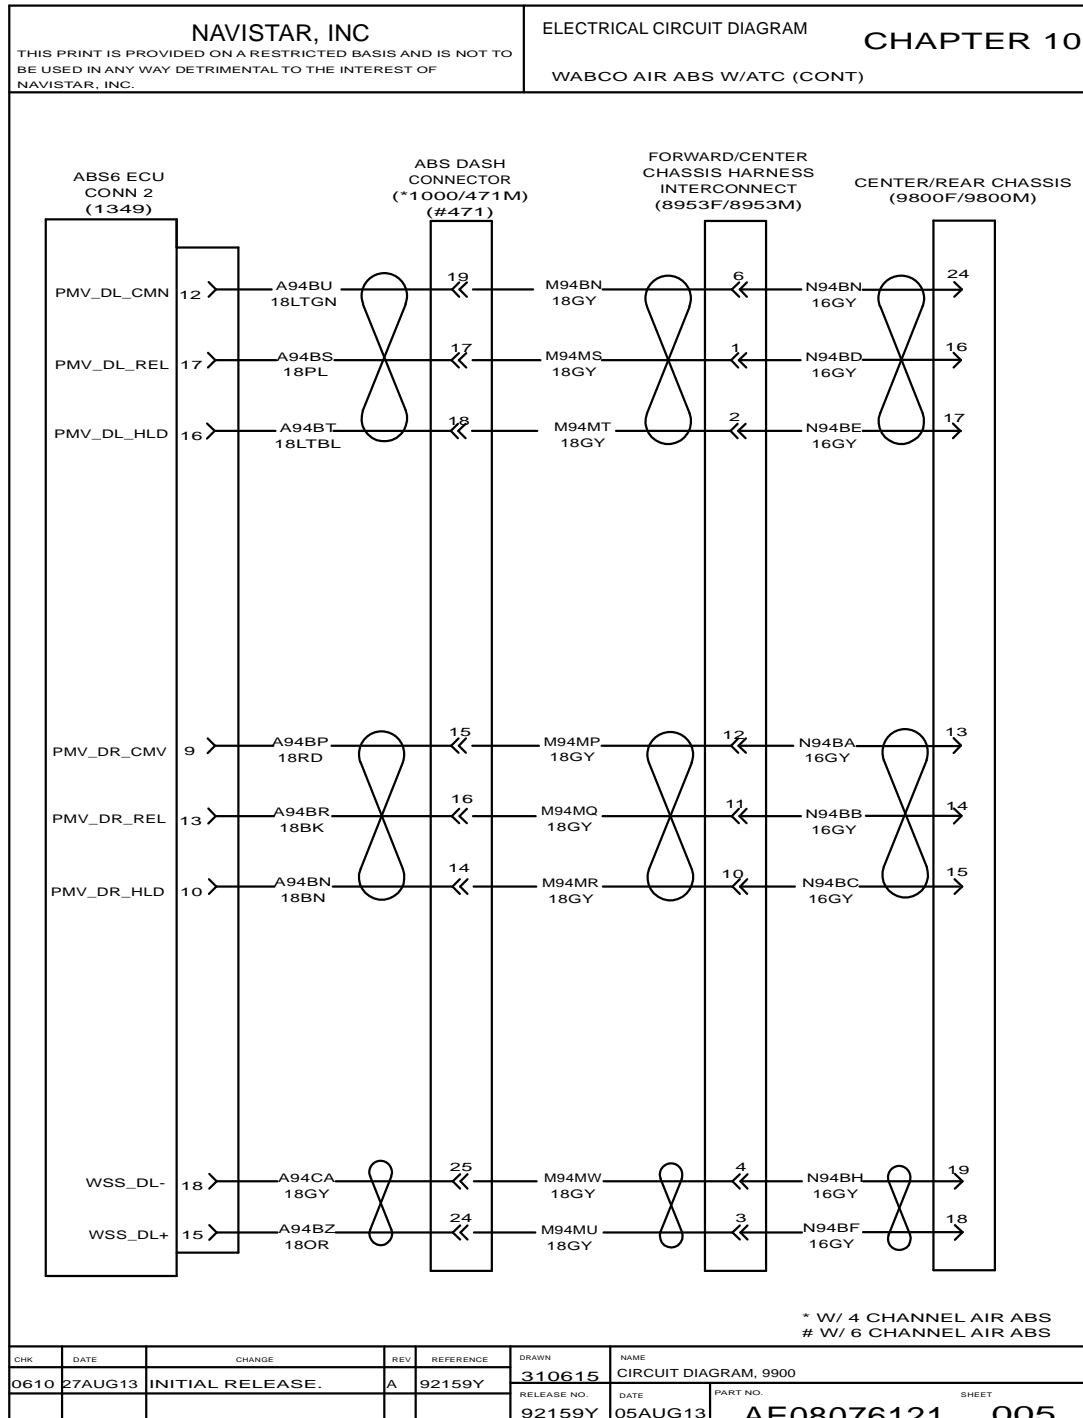 NAVISTAR, INC
THIS PRINT IS PROVIDED ON A RESTRICTED BASIS AND IS NOT TO
BE USED IN ANY WAY DETRIMENTAL TO THE INTEREST OF
NAVISTAR, INC.
ELECTRICAL CIRCUIT DIAGRAM
CHAPTER 10
WABCO AIR ABS W/ATC (CONT)
ABS6 ECU
CONN 2
(1349)
ABS DASH
CONNECTOR
(*1000/471M)
(#471)
FORWARD/CENTER
CHASSIS HARNESS
INTERCONNECT
(8953F/8953M)
CENTER/REAR CHASSIS
(9800F/9800M)
PMV_DL_CMN 12 A94BU 19 M94BN 6 N94BN 24
18LTGN 18GY 16GY
PMV_DL_REL 17 A94BS 17 M94MS 1 N94BD 16
18PL 18GY 16GY
PMV_DL_HLD 16 A94BT 18 M94MT 2 N94BE 17
18LTBL 18GY 16GY
PMV_DR_CMV 9 A94BP 15 M94MP 12 N94BA 13
18RD 18GY 16GY
PMV_DR_REL 13 A94BR 16 M94MQ 11 N94BB 14
18BK 18GY 16GY
PMV_DR_HLD 10 A94BN 14 M94MR 10 N94BC 15
18BN 18GY 16GY
WSS_DL- 18 A94CA 25 M94MW 4 N94BH 19
18GY 18GY 16GY
WSS_DL+ 15 A94BZ 24 M94MU 3 N94BF 18
18OR 18GY 16GY
* W/ 4 CHANNEL AIR ABS
# W/ 6 CHANNEL AIR ABS
CHK DATE CHANGE REV REFERENCE
0610 27AUG13 INITIAL RELEASE. A 92159Y
DRAWN
310615
NAME
CIRCUIT DIAGRAM, 9900
RELEASE NO.
92159Y
DATE
05AUG13
PART NO.
AE08076121
SHEET
005